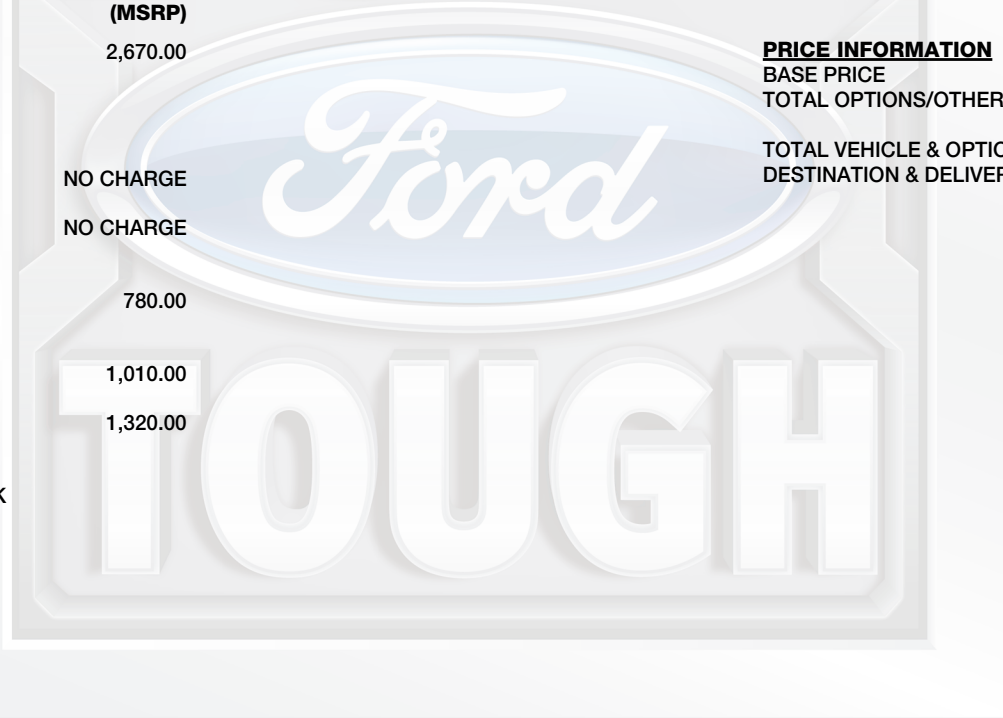 (MSRP)
2,670.00
NO CHARGE
NO CHARGE
780.00
1,010.00
1,320.00
K
PRICE INFORMATION
BASE PRICE
TOTAL OPTIONS/OTHER
TOTAL VEHICLE & OPTIO
DESTINATION & DELIVER
Ford
TOUGH